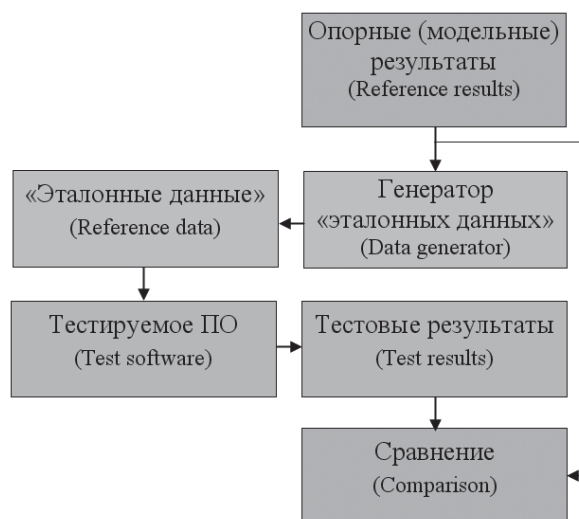 Опорные (модельные)
результаты
(Reference results)
«Эталонные данные»
(Reference data)
Генератор
«эталонных данных»
(Data generator)
Тестируемое ПО
(Test software)
Тестовые результаты
(Test results)
Сравнение
(Comparison)